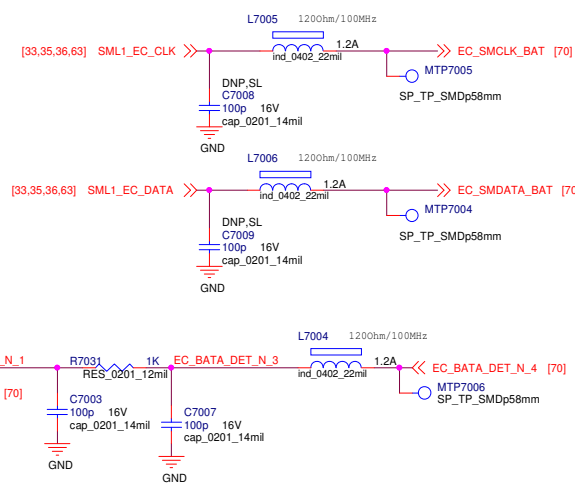 L7005 120Ohm/100MHz
[33,35,36,63] SML1_EC_CLK 1.2A EC_SMCLK_BAT [70]
ind_0402_22mil
MTP7005
DNP,SL
C7008
100p 16V
cap_0201_14mil
SP_TP_SMDp58mm
GND
L7006 120Ohm/100MHz
[33,35,36,63] SML1_EC_DATA 1.2A EC_SMDATA_BAT [70
ind_0402_22mil
MTP7004
DNP,SL
C7009
100p 16V
cap_0201_14mil
SP_TP_SMDp58mm
GND
L7004 120Ohm/100MHz
_N_1 R7031 1K EC_BATA_DET_N_3 1.2A EC_BATA_DET_N_4 [70]
RES_0201_12mil ind_0402_22mil
[70]
MTP7006
SP_TP_SMDp58mm
C7003
100p 16V
cap_0201_14mil
C7007
100p 16V
cap_0201_14mil
GND
GND